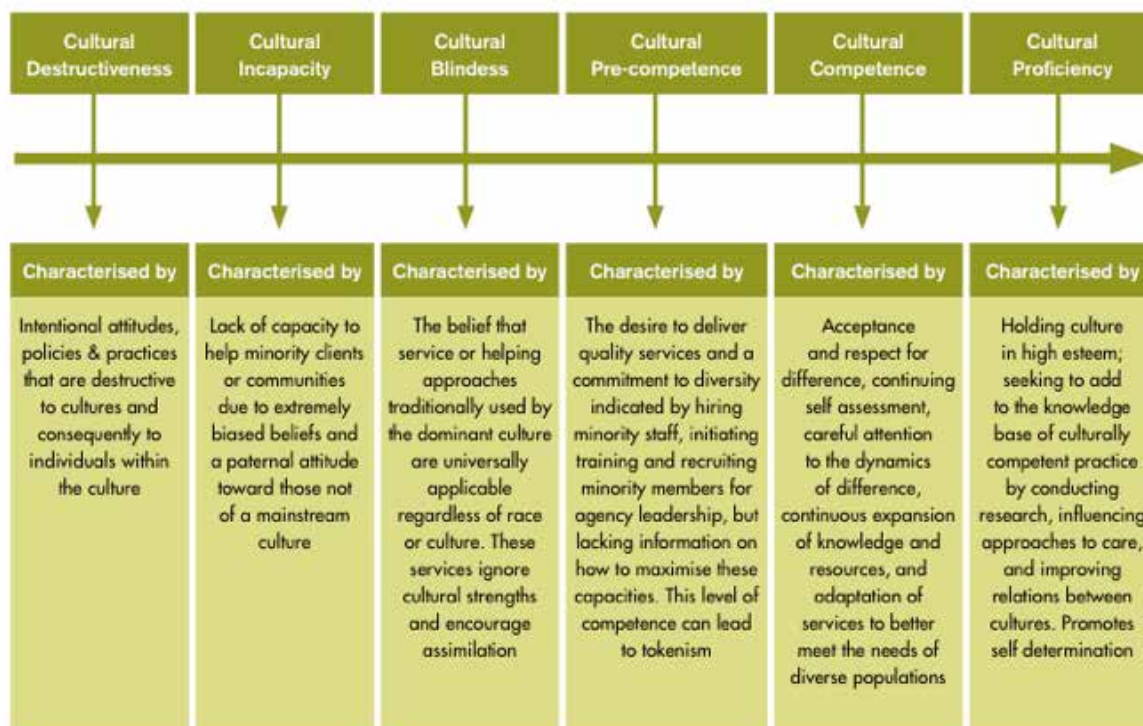 Cultural
Destructiveness
Cultural
Incapacity
Cultural
Blindess
Cultural
Pre-competence
Cultural
Competence
Cultural
Proficiency
Characterised by
Intentional attitudes,
policies & practices
that are destructive
to cultures and
consequently to
individuals within
the culture
Characterised by
Lack of capacity to
help minority clients
or communities
due to extremely
biased beliefs and
a paternal attitude
toward those not
of a mainstream
culture
Characterised by
The belief that
service or helping
approaches
traditionally used by
the dominant culture
are universally
applicable
regardless of race
or culture. These
services ignore
cultural strengths
and encourage
assimilation
Characterised by
The desire to deliver
quality services and a
commitment to diversity
indicated by hiring
minority staff, initiating
training and recruiting
minority members for
agency leadership, but
lacking information on
how to maximise these
capacities. This level of
competence can lead
to tokenism
Characterised by
Acceptance
and respect for
difference, continuing
self assessment,
careful attention
to the dynamics
of difference,
continuous expansion
of knowledge and
resources, and
adaptation of
services to better
meet the needs of
diverse populations
Characterised by
Holding culture
in high esteem;
seeking to add
to the knowledge
base of culturally
competent practice
by conducting
research, influencing
approaches to care,
and improving
relations between
cultures. Promotes
self determination